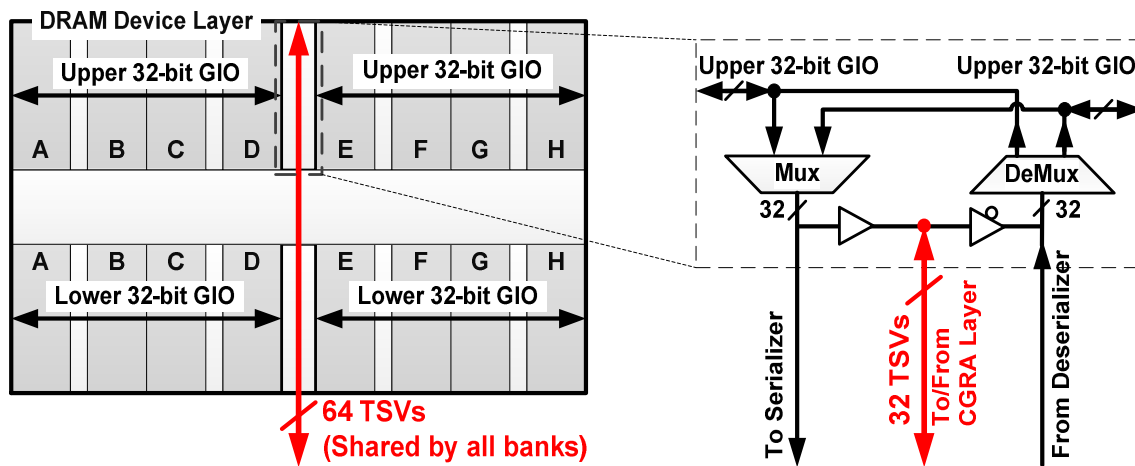 DRAM Device Layer
Upper 32-bit GIO
Upper 32-bit GIO
A B C D E F G H
A B C D E F G H
Lower 32-bit GIO
Lower 32-bit GIO
64 TSVs
(Shared by all banks)
Upper 32-bit GIO
Upper 32-bit GIO
Mux
DeMux
32
32
To Serializer
32 TSVs
To/From
CGRA Layer
From Deserializer